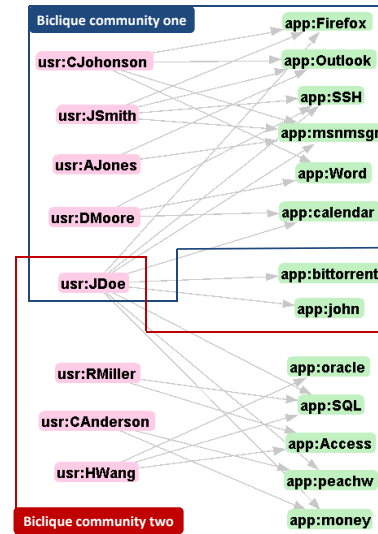 Biclique community one
app:Firefox
usr:CJohonson
app:Outlook
app:SSH
usr:JSmith
app:msnmsgr
usr:AJones
app:Word
usr:DMoore
app:calendar
usr:JDoe
app:bittorrent
app:john
usr:RMiller
app:oracle
app:SQL
usr:CAnderson
app:Access
usr:HWang
app:peachw
Biclique community two
app:money